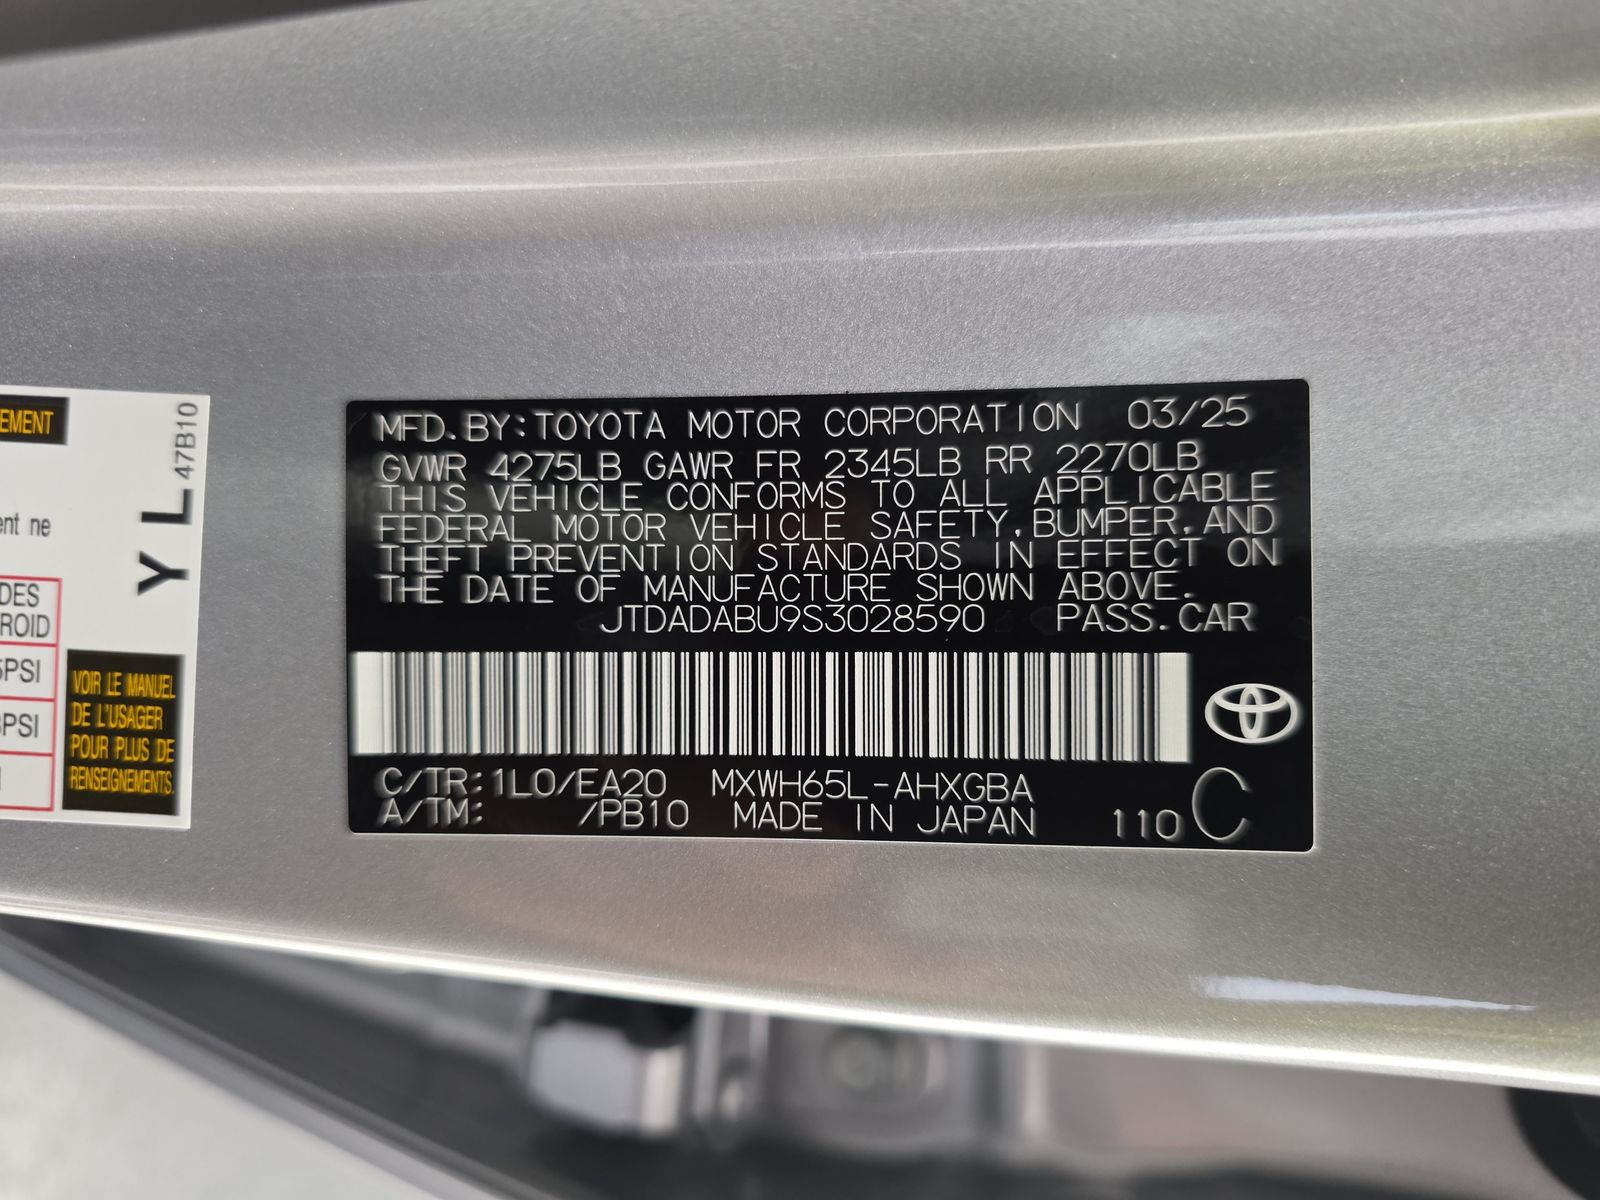 EMENT
47B10
ent ne
YL
DES
ROID
PSI
PSI
VOIR LE MANUEL
DE L'USAGER
POUR PLUS DE
RENSEIGNEMENTS.
MFD. BY: TOYOTA MOTOR CORPORATION 03/25
GVWR 4275LB GAWR FR 2345LB RR 2270LB
THIS VEHICLE CONFORMS TO ALL APPLICABLE
FEDERAL MOTOR VEHICLE SAFETY, BUMPER, AND
THEFT PREVENTION STANDARDS IN EFFECT ON
THE DATE OF MANUFACTURE SHOWN ABOVE.
JTDADABU9S3028590 PASS. CAR
C/TR: 1L0/EA20 MXWH65L-AHXGBA
A/TM: /PB10 MADE IN JAPAN 110 C